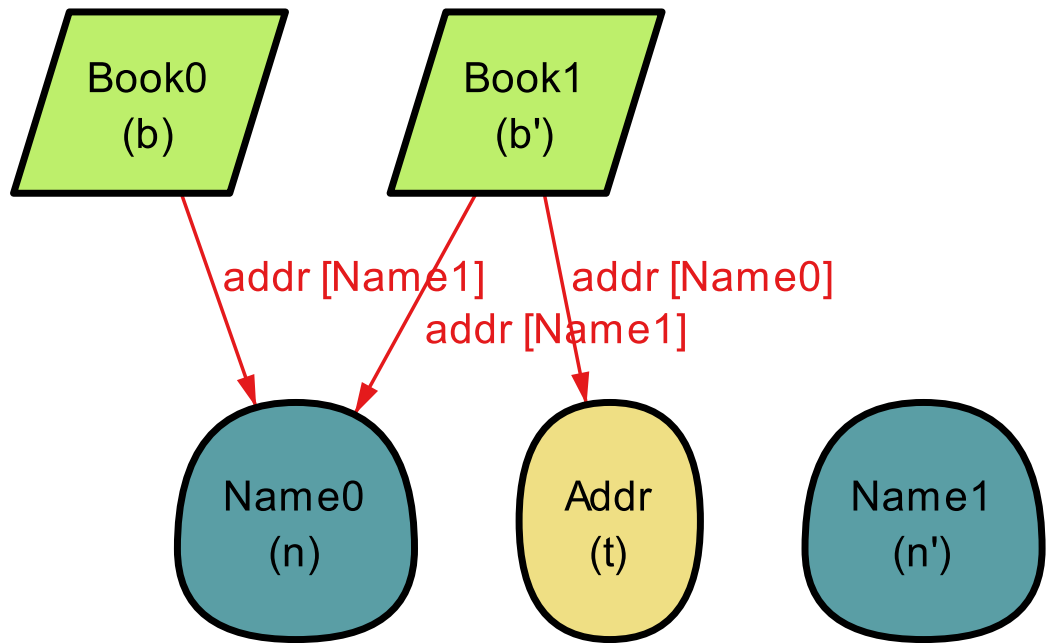 Book0
(b)
Book1
(b')
addr [Name1]
addr [Name0]
addr [Name1]
Name0
(n)
Addr
(t)
Name1
(n')